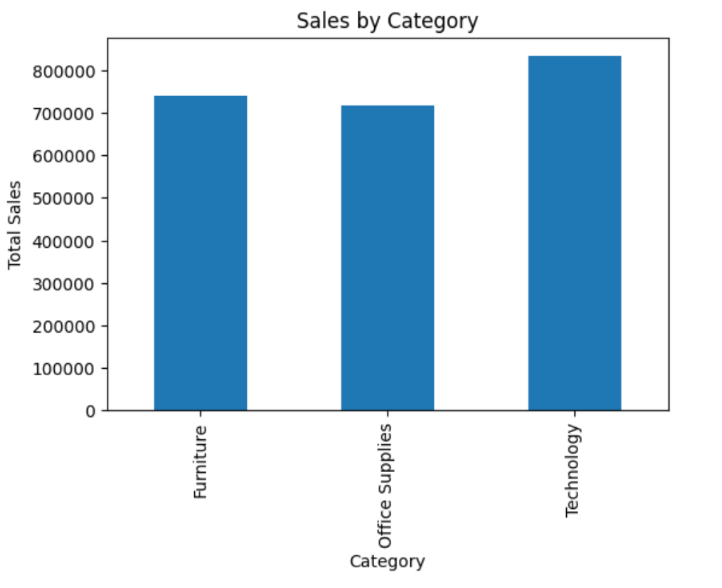 Sales by Category
Total Sales
800000
700000
600000
500000
400000
300000
200000
100000
0
Furniture
Office Supplies
Technology
Category